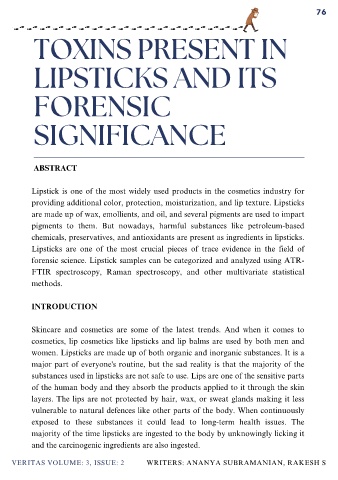 76
TOXINS PRESENT IN
LIPSTICKS AND ITS
FORENSIC
SIGNIFICANCE
ABSTRACT
Lipstick is one of the most widely used products in the cosmetics industry for
providing additional color, protection, moisturization, and lip texture. Lipsticks
are made up of wax, emollients, and oil, and several pigments are used to impart
pigments to them. But nowadays, harmful substances like petroleum-based
chemicals, preservatives, and antioxidants are present as ingredients in lipsticks.
Lipsticks are one of the most crucial pieces of trace evidence in the field of
forensic science. Lipstick samples can be categorized and analyzed using ATR-
FTIR spectroscopy, Raman spectroscopy, and other multivariate statistical
methods.
INTRODUCTION
Skincare and cosmetics are some of the latest trends. And when it comes to
cosmetics, lip cosmetics like lipsticks and lip balms are used by both men and
women. Lipsticks are made up of both organic and inorganic substances. It is a
major part of everyone's routine, but the sad reality is that the majority of the
substances used in lipsticks are not safe to use. Lips are one of the sensitive parts
of the human body and they absorb the products applied to it through the skin
layers. The lips are not protected by hair, wax, or sweat glands making it less
vulnerable to natural defences like other parts of the body. When continuously
exposed to these substances it could lead to long-term health issues. The
majority of the time lipsticks are ingested to the body by unknowingly licking it
and the carcinogenic ingredients are also ingested.
VERITAS VOLUME: 3, ISSUE: 2 WRITERS: ANANYA SUBRAMANIAN, RAKESH S